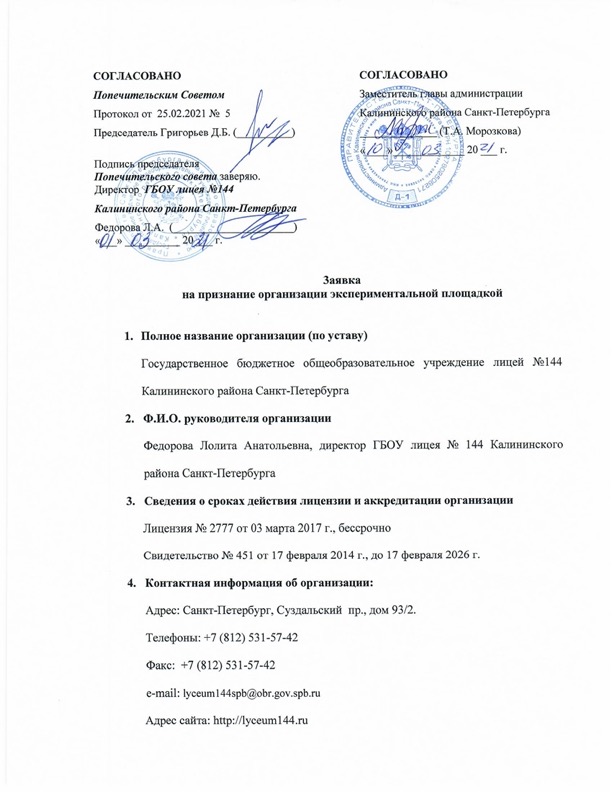 СОГЛАСОВАНО
Попечительским Советом
Протокол от 25.02.2021 № 5
Председатель Григорьев Д.Б. (__________)
Подпись председателя
Попечительского совета заверяю.
Директор ГБОУ лицея №144
Калининского района Санкт-Петербурга
Федорова Л.А. (______________________)
«01» 03 2021 г.
СОГЛАСОВАНО
Заместитель главы администрации
Калининского района Санкт-Петербурга
______________ (Т.А. Морозкова)
«10» 03 2021 г.
Д-1
Заявка
на признание организации экспериментальной площадкой
1. Полное название организации (по уставу)
Государственное бюджетное общеобразовательное учреждение лицей №144
Калининского района Санкт-Петербурга
2. Ф.И.О. руководителя организации
Федорова Лолита Анатольевна, директор ГБОУ лицея № 144 Калининского
района Санкт-Петербурга
3. Сведения о сроках действия лицензии и аккредитации организации
Лицензия № 2777 от 03 марта 2017 г., бессрочно
Свидетельство № 451 от 17 февраля 2014 г., до 17 февраля 2026 г.
4. Контактная информация об организации:
Адрес: Санкт-Петербург, Суздальский пр., дом 93/2.
Телефоны: +7 (812) 531-57-42
Факс: +7 (812) 531-57-42
e-mail: lyceum144spb@obr.gov.spb.ru
Адрес сайта: http://lyceum144.ru